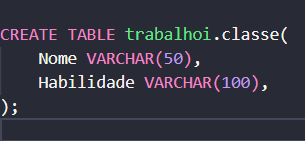 CREATE TABLE trabalhoi.classe(
    Nome VARCHAR(50),
    Habilidade VARCHAR(100),
);